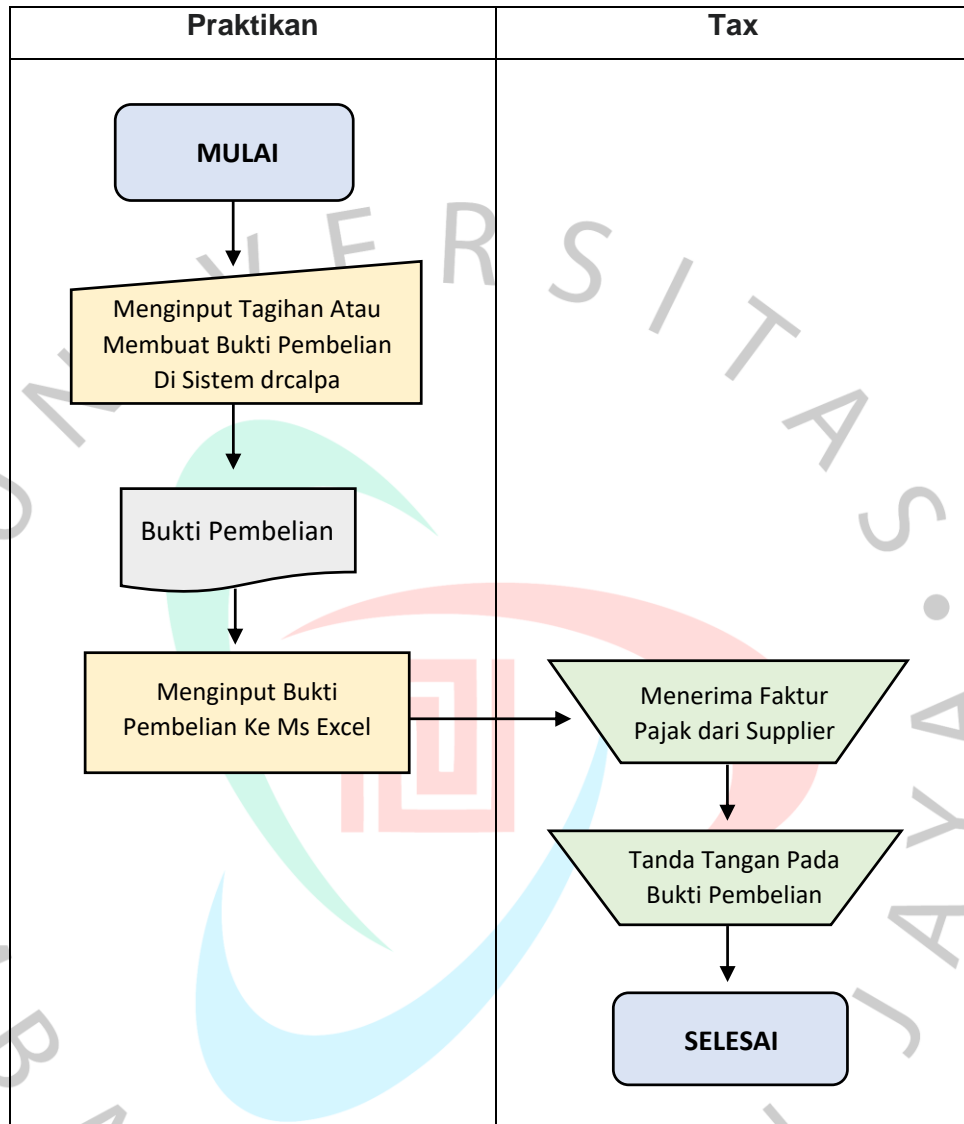 Praktikan
Tax
MULAI
Menginput Tagihan Atau
Membuat Bukti Pembelian
Di Sistem drcalpa
Bukti Pembelian
Menginput Bukti
Pembelian Ke Ms Excel
Menerima Faktur
Pajak dari Supplier
Tanda Tangan Pada
Bukti Pembelian
SELESAI